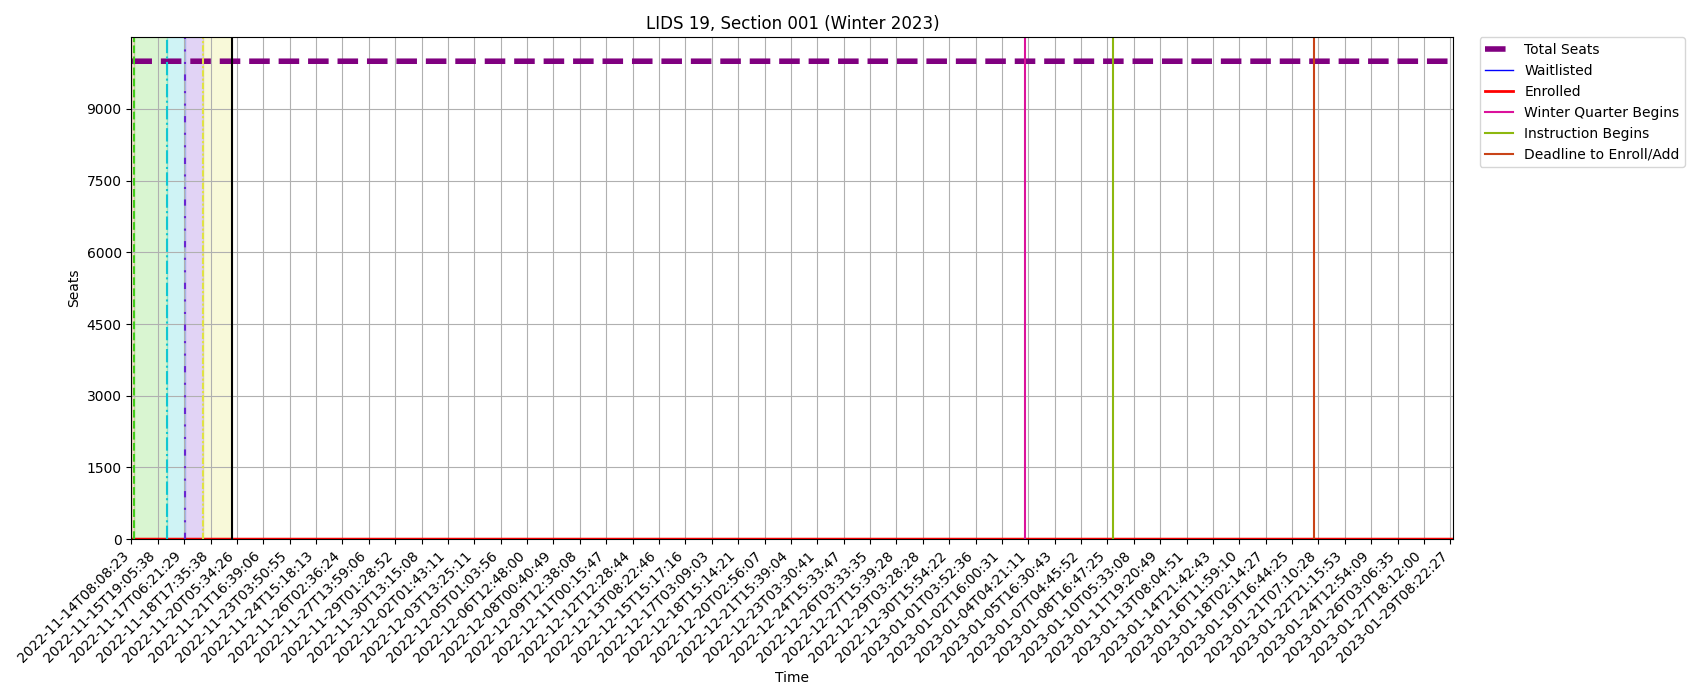 LIDS 19, Section 001 (Winter 2023)
Total Seats
Waitlisted
Enrolled
Winter Quarter Begins
Instruction Begins
Deadline to Enroll/Add
Seats
9000
7500
6000
4500
3000
1500
0
2022-11-14T08:08:23
2022-11-15T19:05:38
2022-11-17T06:21:29
2022-11-18T17:35:38
2022-11-20T05:34:26
2022-11-21T16:39:06
2022-11-23T03:50:55
2022-11-24T15:18:13
2022-11-26T02:36:24
2022-11-27T13:59:06
2022-11-29T01:28:52
2022-11-30T13:15:08
2022-12-02T01:43:11
2022-12-03T13:25:11
2022-12-05T01:03:56
2022-12-06T12:48:00
2022-12-08T00:40:49
2022-12-09T12:38:08
2022-12-11T00:15:47
2022-12-12T12:28:44
2022-12-13T08:22:46
2022-12-15T15:17:16
2022-12-17T03:09:03
2022-12-18T15:14:21
2022-12-20T02:56:07
2022-12-21T15:39:04
2022-12-23T03:30:41
2022-12-24T15:33:47
2022-12-26T03:33:35
2022-12-27T15:39:28
2022-12-29T03:28:28
2022-12-30T15:54:22
2023-01-01T03:52:36
2023-01-02T16:00:31
2023-01-04T04:21:11
2023-01-05T16:30:43
2023-01-07T04:45:52
2023-01-08T16:47:25
2023-01-10T05:33:08
2023-01-11T19:20:49
2023-01-13T08:04:51
2023-01-14T21:42:43
2023-01-16T11:59:10
2023-01-18T02:14:27
2023-01-19T16:44:25
2023-01-21T07:10:28
2023-01-22T21:15:53
2023-01-24T12:54:09
2023-01-26T03:06:35
2023-01-27T18:12:00
2023-01-29T08:22:27
Time